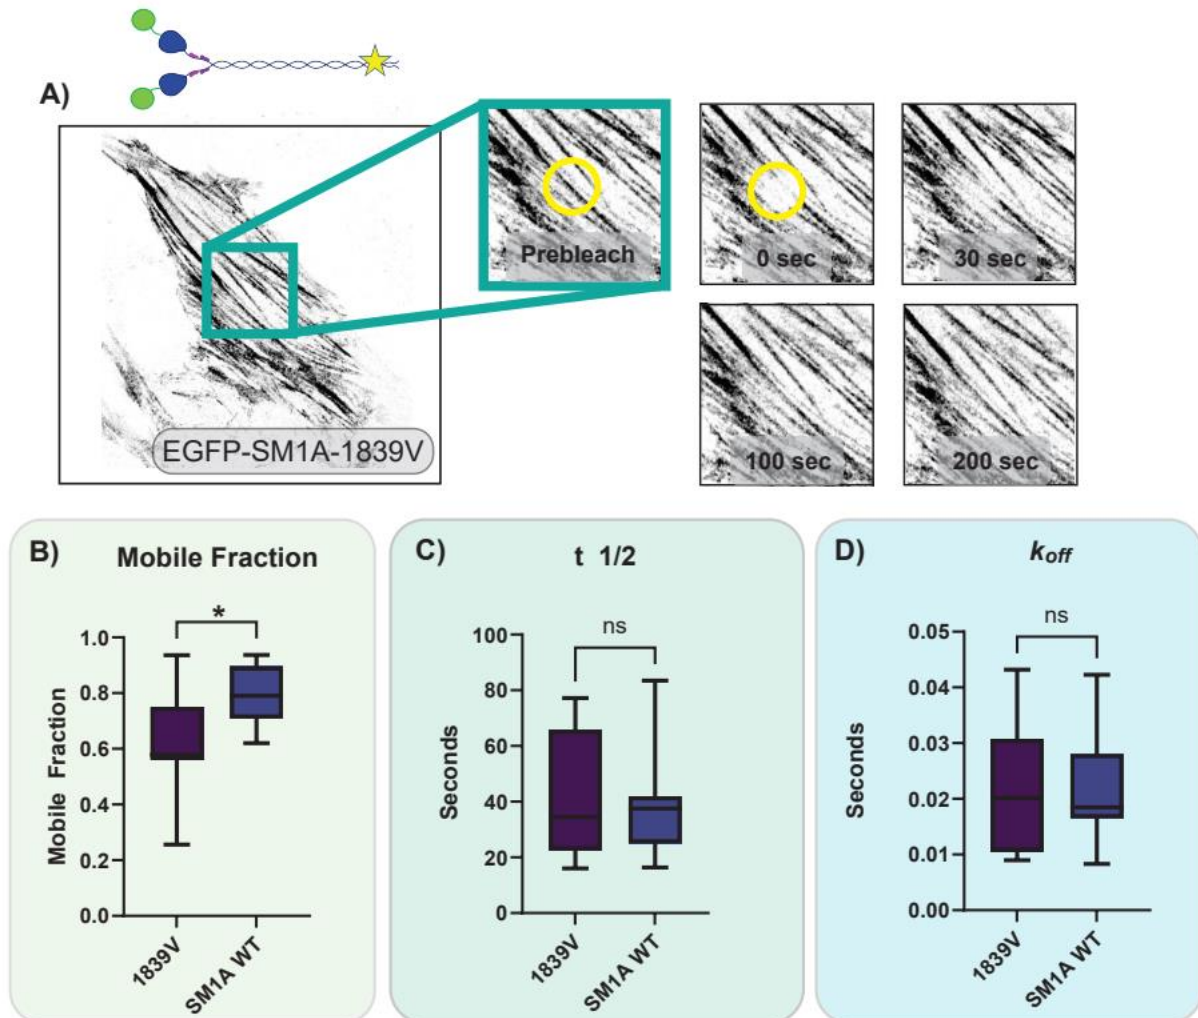 A)
Prebleach
0 sec
30 sec
EGFP-SM1A-1839V
100 sec
200 sec
B)
Mobile Fraction
*
Mobile Fraction
1.0
0.8
0.6
0.4
0.2
0.0
1839V
SM1A WT
C)
t 1/2
ns
Seconds
100
80
60
40
20
0
1839V
SM1A WT
D)
koff
ns
Seconds
0.05
0.04
0.03
0.02
0.01
0.00
1839V
SM1A WT